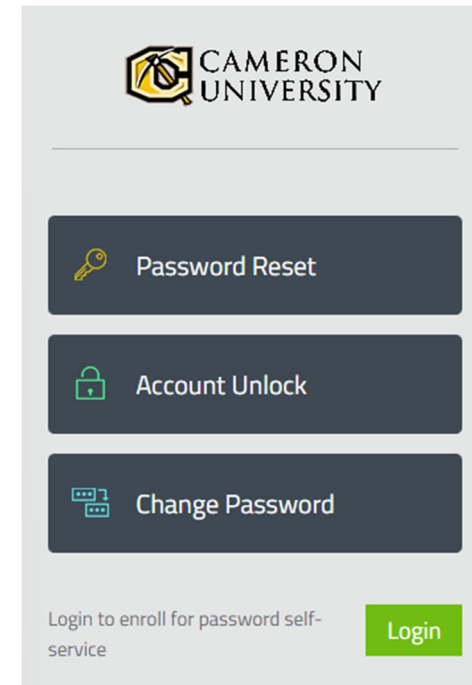 CAMERON
UNIVERSITY
Password Reset
Account Unlock
Change Password
Login to enroll for password self-
service
Login